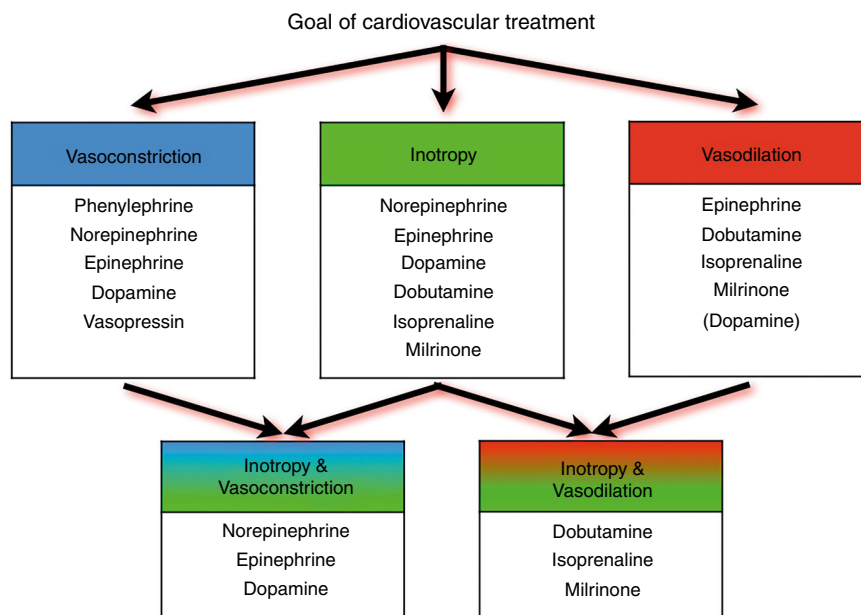 Goal of cardiovascular treatment
Vasoconstriction
Phenylephrine
Norepinephrine
Epinephrine
Dopamine
Vasopressin
Inotropy
Norepinephrine
Epinephrine
Dopamine
Dobutamine
Isoprenaline
Milrinone
Vasodilation
Epinephrine
Dobutamine
Isoprenaline
Milrinone
(Dopamine)
Inotropy &
Vasoconstriction
Norepinephrine
Epinephrine
Dopamine
Inotropy &
Vasodilation
Dobutamine
Isoprenaline
Milrinone